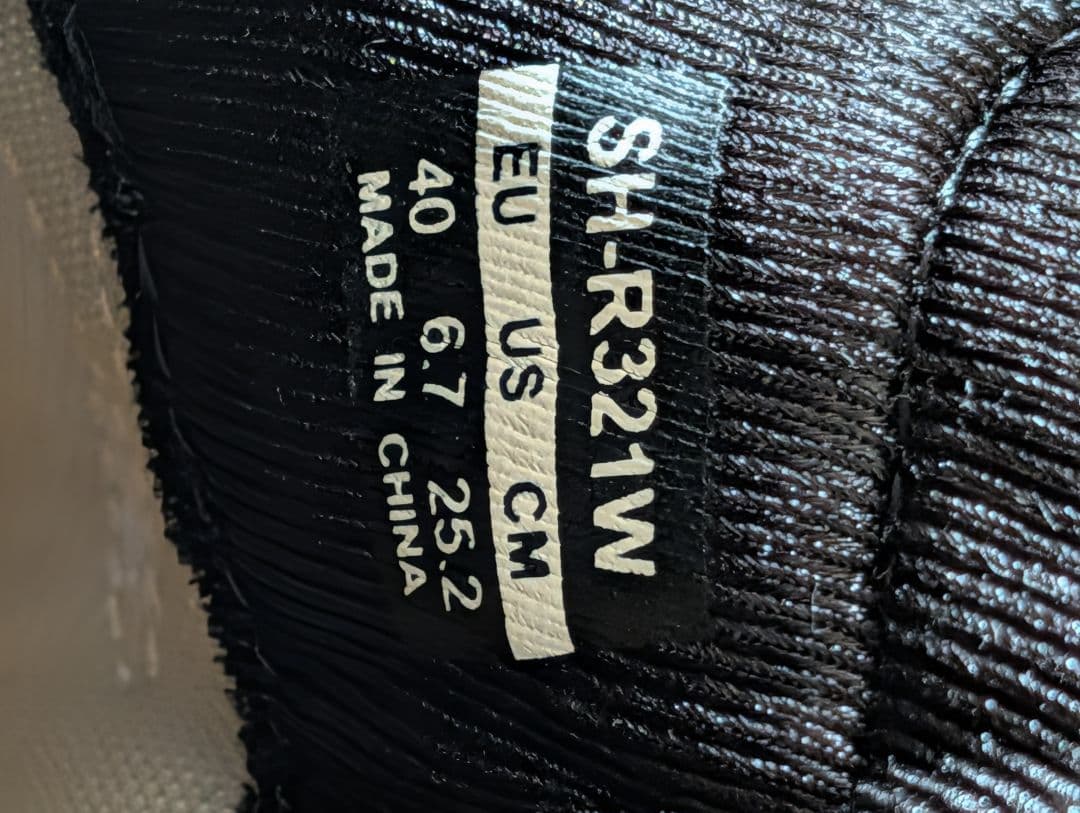 SH-R321W
EU US CM
40 6.7 25.2
MADE IN CHINA